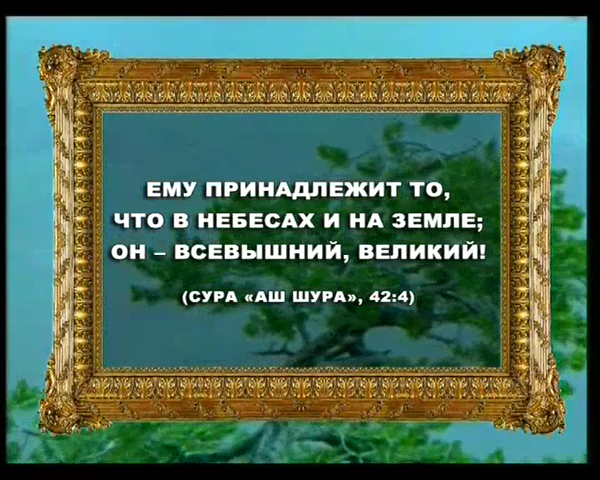 ЕМУ ПРИНАДЛЕЖИТ ТО,
ЧТО В НЕБЕСАХ И НА ЗЕМЛЕ;
ОН – ВСЕВЫШНИЙ, ВЕЛИКИЙ!
(СУРА «АШ ШУРА», 42:4)